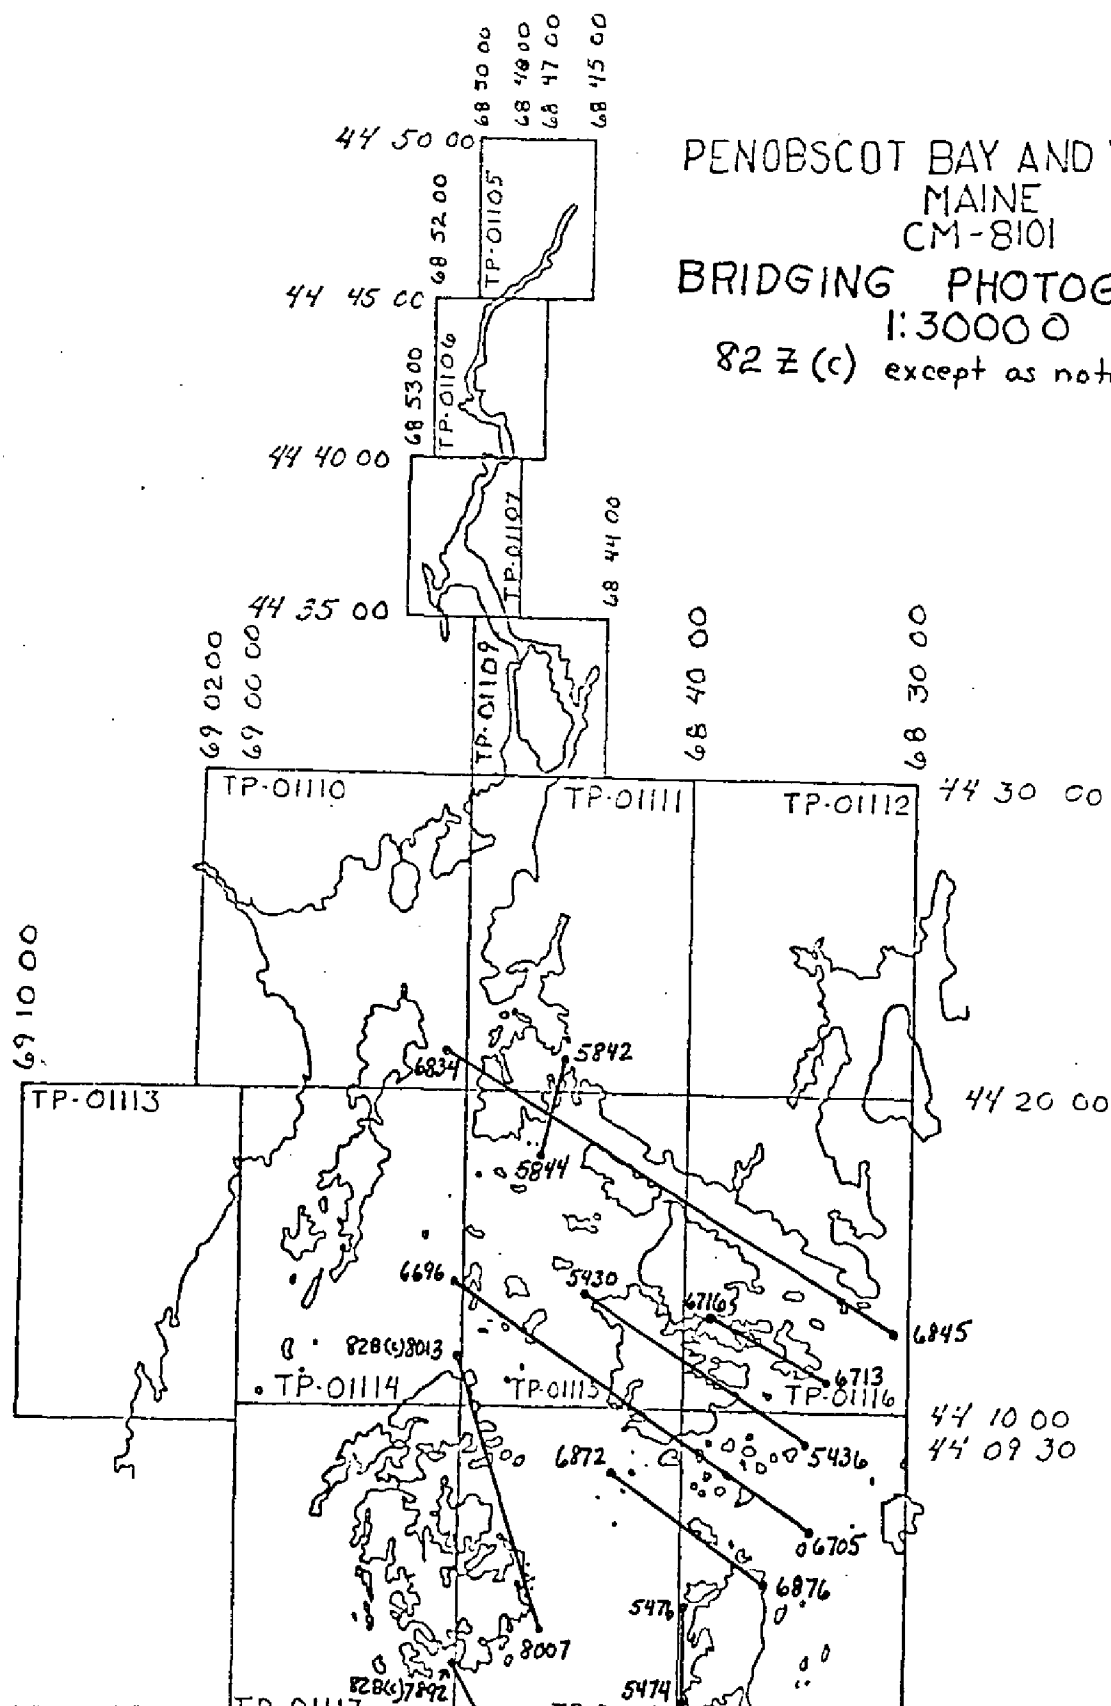 68 50 00
68 48 00
68 47 00
68 45 00
44 50 00
PENOBSCOT BAY AND
MAINE
CM-8101
BRIDGING PHOTOG
1:30000
82 Z (c) except as not
TP-01105
68 52 00
44 45 00
TP-01106
68 53 00
44 40 00
TP-01107
68 44 00
44 35 00
TP-01109
69 02 00
69 00 00
68 40 00
68 30 00
TP-01110
TP-01111
TP-01112
44 30 00
69 10 00
6834
5842
TP-01113
44 20 00
5844
6696
5430
6716
6845
82B(c)8013
6713
TP-01114
TP-01115
TP-01116
44 10 00
44 09 30
6872
5436
6705
6876
5476
8007
82B(c)7892
5474